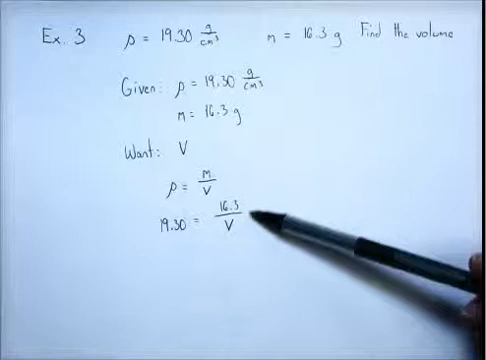 Ex. 3 ρ = 19.30 g/cm³ m = 16.3 g Find the volume
Given: ρ = 19.30 g/cm³
m = 16.3 g
Want: V
ρ = m/V
19.30 = 16.3/V